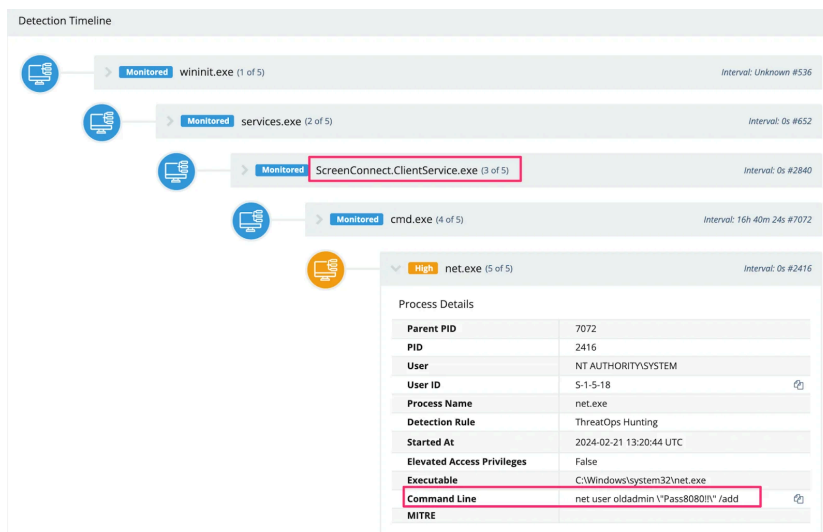 Detection Timeline
Monitored wininit.exe (1 of 5) Interval: Unknown #536
Monitored services.exe (2 of 5) Interval: 0s #652
Monitored ScreenConnect.ClientService.exe (3 of 5) Interval: 0s #2840
Monitored cmd.exe (4 of 5) Interval: 16h 40m 24s #7072
High net.exe (5 of 5) Interval: 0s #2416
Process Details
Parent PID 7072
PID 2416
User NT AUTHORITY\SYSTEM
User ID S-1-5-18
Process Name net.exe
Detection Rule ThreatOps Hunting
Started At 2024-02-21 13:20:44 UTC
Elevated Access Privileges False
Executable C:\Windows\system32\net.exe
Command Line net user oldadmin \"Pass8080!!\" /add
MITRE